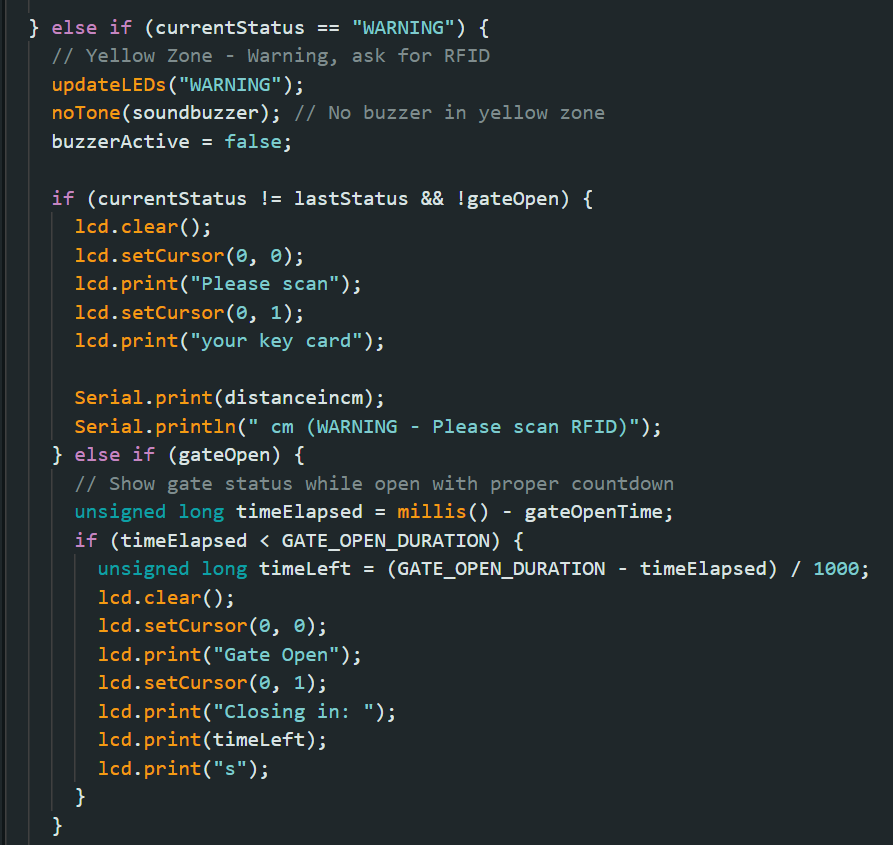 } else if (currentStatus == "WARNING") {
  // Yellow Zone - Warning, ask for RFID
  updateLEDs("WARNING");
  noTone(soundbuzzer); // No buzzer in yellow zone
  buzzerActive = false;

  if (currentStatus != lastStatus && !gateOpen) {
    lcd.clear();
    lcd.setCursor(0, 0);
    lcd.print("Please scan");
    lcd.setCursor(0, 1);
    lcd.print("your key card");

    Serial.print(distanceincm);
    Serial.println(" cm (WARNING - Please scan RFID)");
  } else if (gateOpen) {
    // Show gate status while open with proper countdown
    unsigned long timeElapsed = millis() - gateOpenTime;
    if (timeElapsed < GATE_OPEN_DURATION) {
      unsigned long timeLeft = (GATE_OPEN_DURATION - timeElapsed) / 1000;
      lcd.clear();
      lcd.setCursor(0, 0);
      lcd.print("Gate Open");
      lcd.setCursor(0, 1);
      lcd.print("Closing in: ");
      lcd.print(timeLeft);
      lcd.print("s");
    }
  }